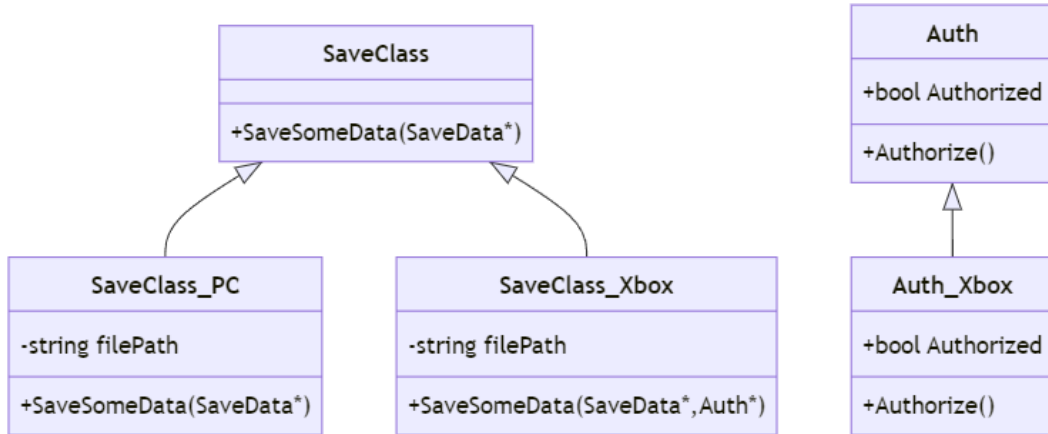 SaveClass
+SaveSomeData(SaveData*)
Auth
+bool Authorized
+Authorize()
SaveClass_PC
-string filePath
+SaveSomeData(SaveData*)
SaveClass_Xbox
-string filePath
+SaveSomeData(SaveData*,Auth*)
Auth_Xbox
+bool Authorized
+Authorize()